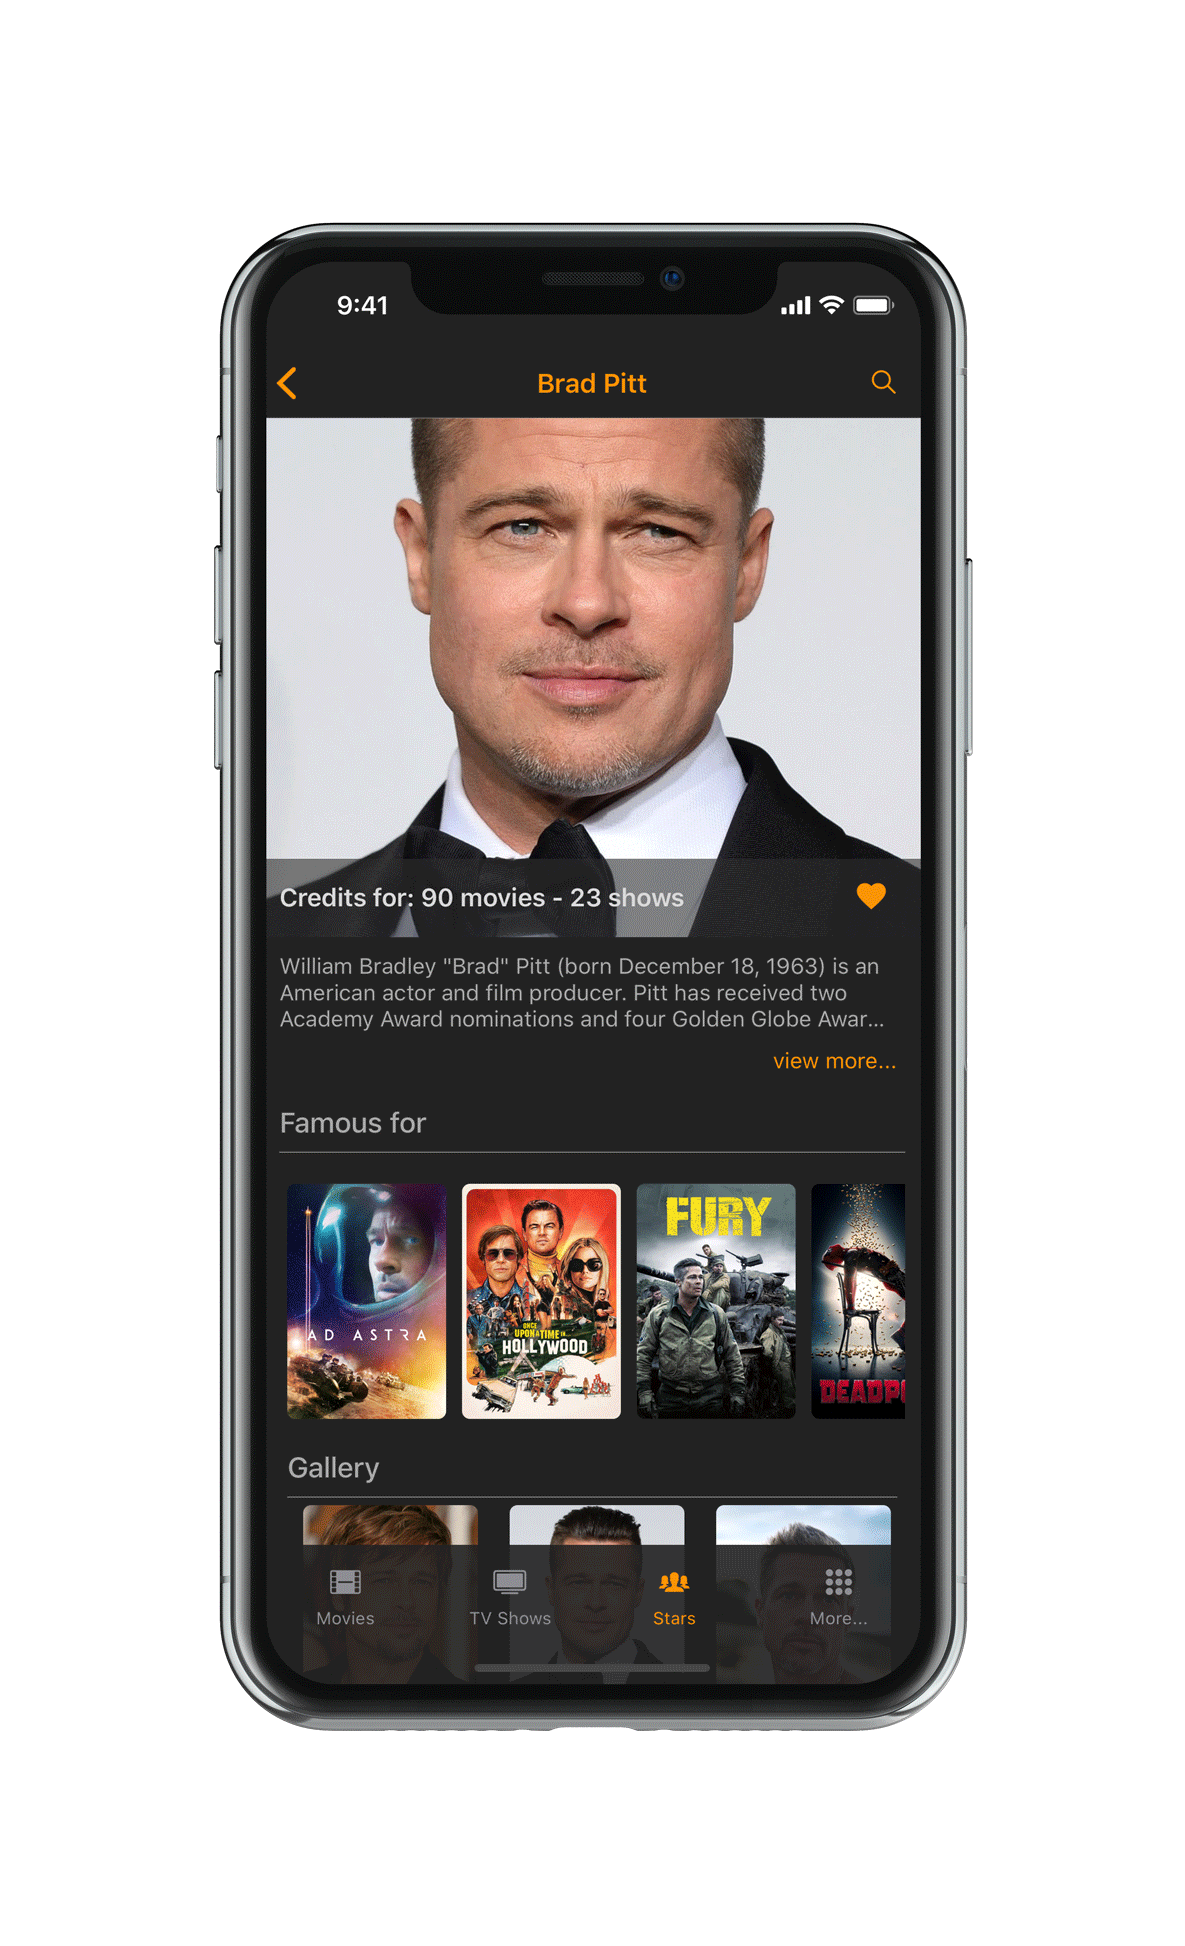 9:41
Brad Pitt
Credits for: 90 movies - 23 shows
William Bradley "Brad" Pitt (born December 18, 1963) is an
American actor and film producer. Pitt has received two
Academy Award nominations and four Golden Globe Awar...
view more...
Famous for
AD ASTRA
ONCE
UPON A TIME IN
HOLLYWOOD
FURY
DEADPO
Gallery
Movies
TV Shows
Stars
More...